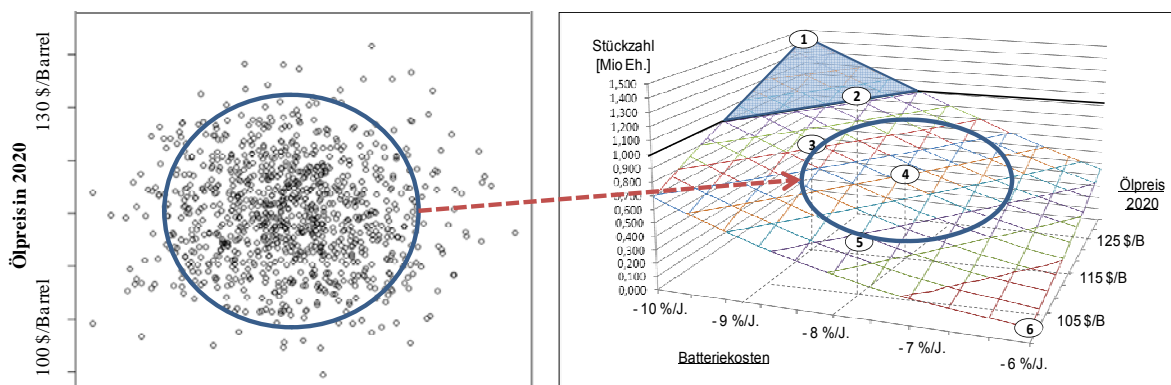 Ölpreis in 2020
130 $/Barrel
100 $/Barrel
Stückzahl
[Mio Eh.]
1,500
1,400
1,300
1,200
1,100
1,000
0,900
0,800
0,700
0,600
0,500
0,400
0,300
0,200
0,100
0,000
1
2
3
4
5
6
- 10 %/J.
- 9 %/J.
- 8 %/J.
- 7 %/J.
- 6 %/J.
Batteriekosten
105 $/B
115 $/B
125 $/B
Ölpreis
2020